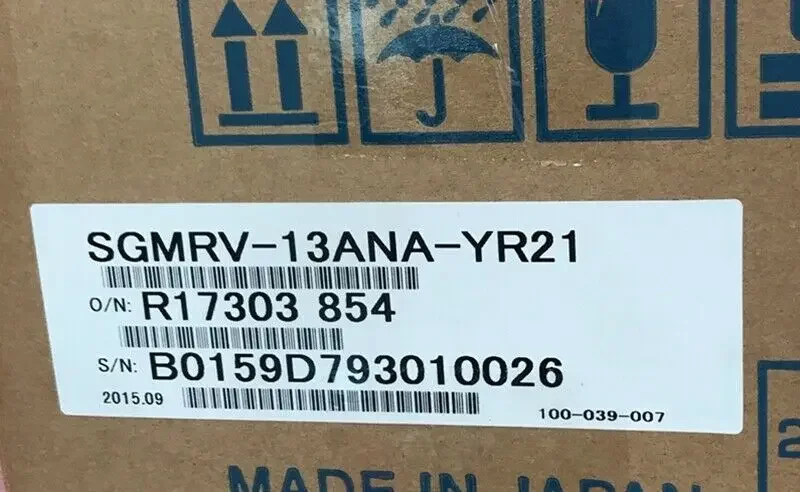 SGMRV-13ANA-YR21
O/N: R17303 854
S/N: B0159D793010026
2015.09 100-039-007
MADE IN JAPAN